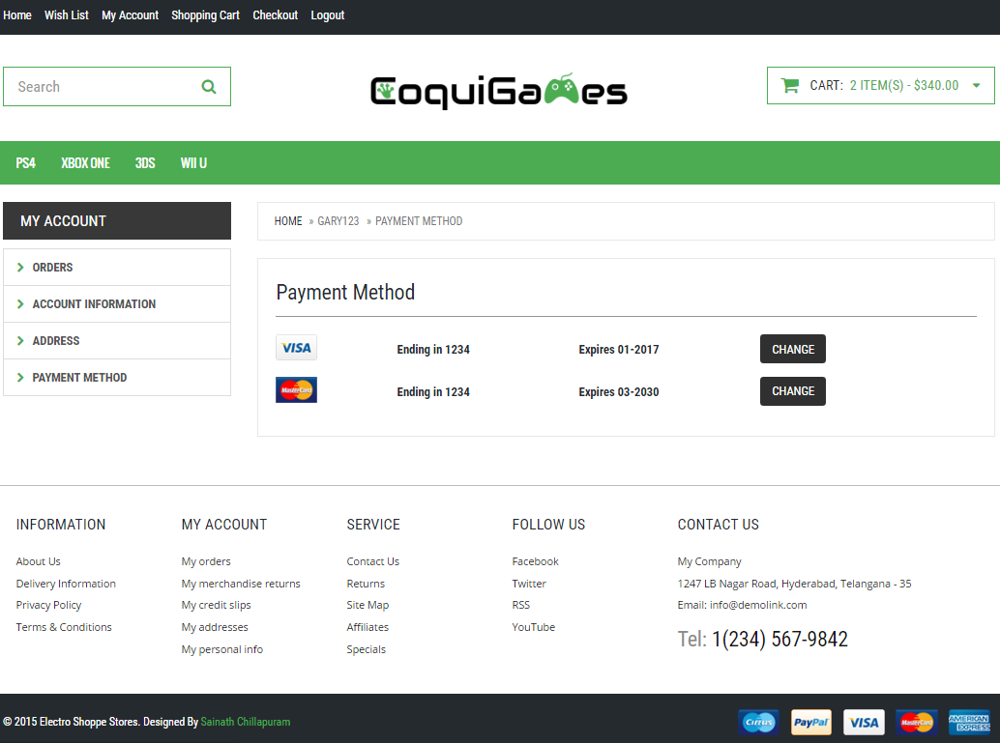 Home Wish List My Account Shopping Cart Checkout Logout
Search
CoquiGames
CART: 2 ITEM(S) - $340.00
PS4 XBOX ONE 3DS WII U
MY ACCOUNT
ORDERS
ACCOUNT INFORMATION
ADDRESS
PAYMENT METHOD
HOME » GARY123 » PAYMENT METHOD
Payment Method
VISA Ending in 1234 Expires 01-2017 CHANGE
MasterCard Ending in 1234 Expires 03-2030 CHANGE
INFORMATION
About Us
Delivery Information
Privacy Policy
Terms & Conditions
MY ACCOUNT
My orders
My merchandise returns
My credit slips
My addresses
My personal info
SERVICE
Contact Us
Returns
Site Map
Affiliates
Specials
FOLLOW US
Facebook
Twitter
RSS
YouTube
CONTACT US
My Company
1247 LB Nagar Road, Hyderabad, Telangana - 35
Email: info@demolink.com
Tel: 1(234) 567-9842
© 2015 Electro Shoppe Stores. Designed By Sainath Chillapuram
Cirrus PayPal VISA MasterCard AMERICAN EXPRESS